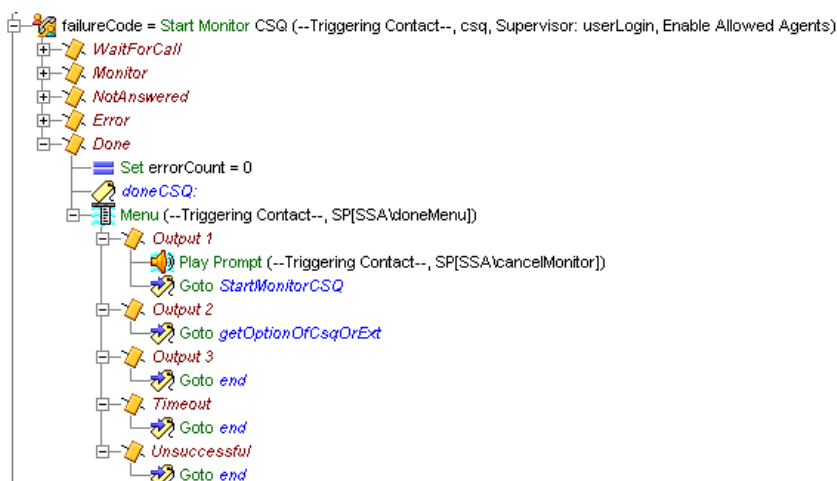 failureCode = Start Monitor CSQ (--Triggering Contact--, csq, Supervisor: userLogin, Enable Allowed Agents)
WaitForCall
Monitor
NotAnswered
Error
Done
Set errorCount = 0
doneCSQ:
Menu (--Triggering Contact--, SP[SSA\doneMenu])
Output 1
Play Prompt (--Triggering Contact--, SP[SSA\cancelMonitor])
Goto StartMonitorCSQ
Output 2
Goto getOptionOfCsqOrExt
Output 3
Goto end
Timeout
Goto end
Unsuccessful
Goto end